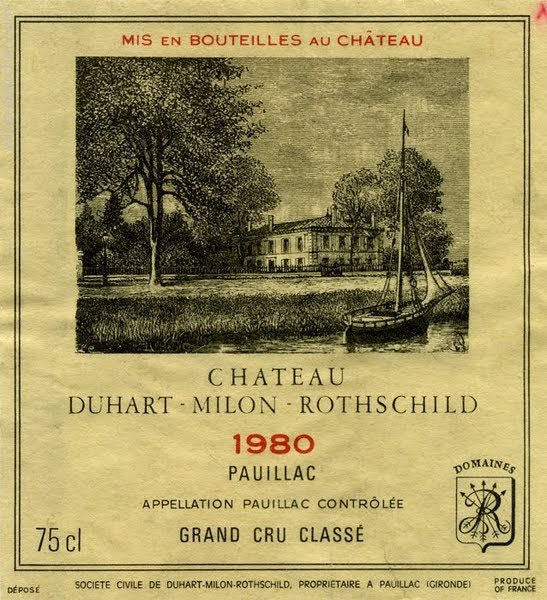 MIS EN BOUTEILLES AU CHÂTEAU
CHATEAU
DUHART - MILON - ROTHSCHILD
1980
PAUILLAC
APPELLATION PAUILLAC CONTRÔLÉE
GRAND CRU CLASSÉ
75 cl
DOMAINES
R
DÉPOSÉ
SOCIETE CIVILE DE DUHART-MILON-ROTHSCHILD, PROPRIÉTAIRE A PAUILLAC (GIRONDE)
PRODUCE
OF FRANCE